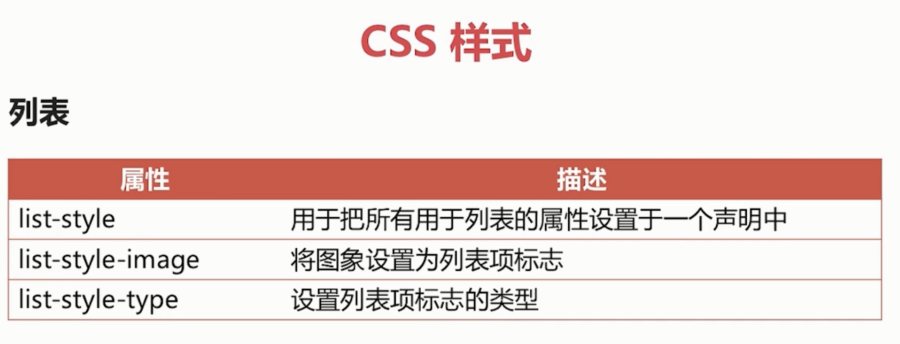 CSS 样式
列表
属性 描述
list-style 用于把所有用于列表的属性设置于一个声明中
list-style-image 将图象设置为列表项标志
list-style-type 设置列表项标志的类型